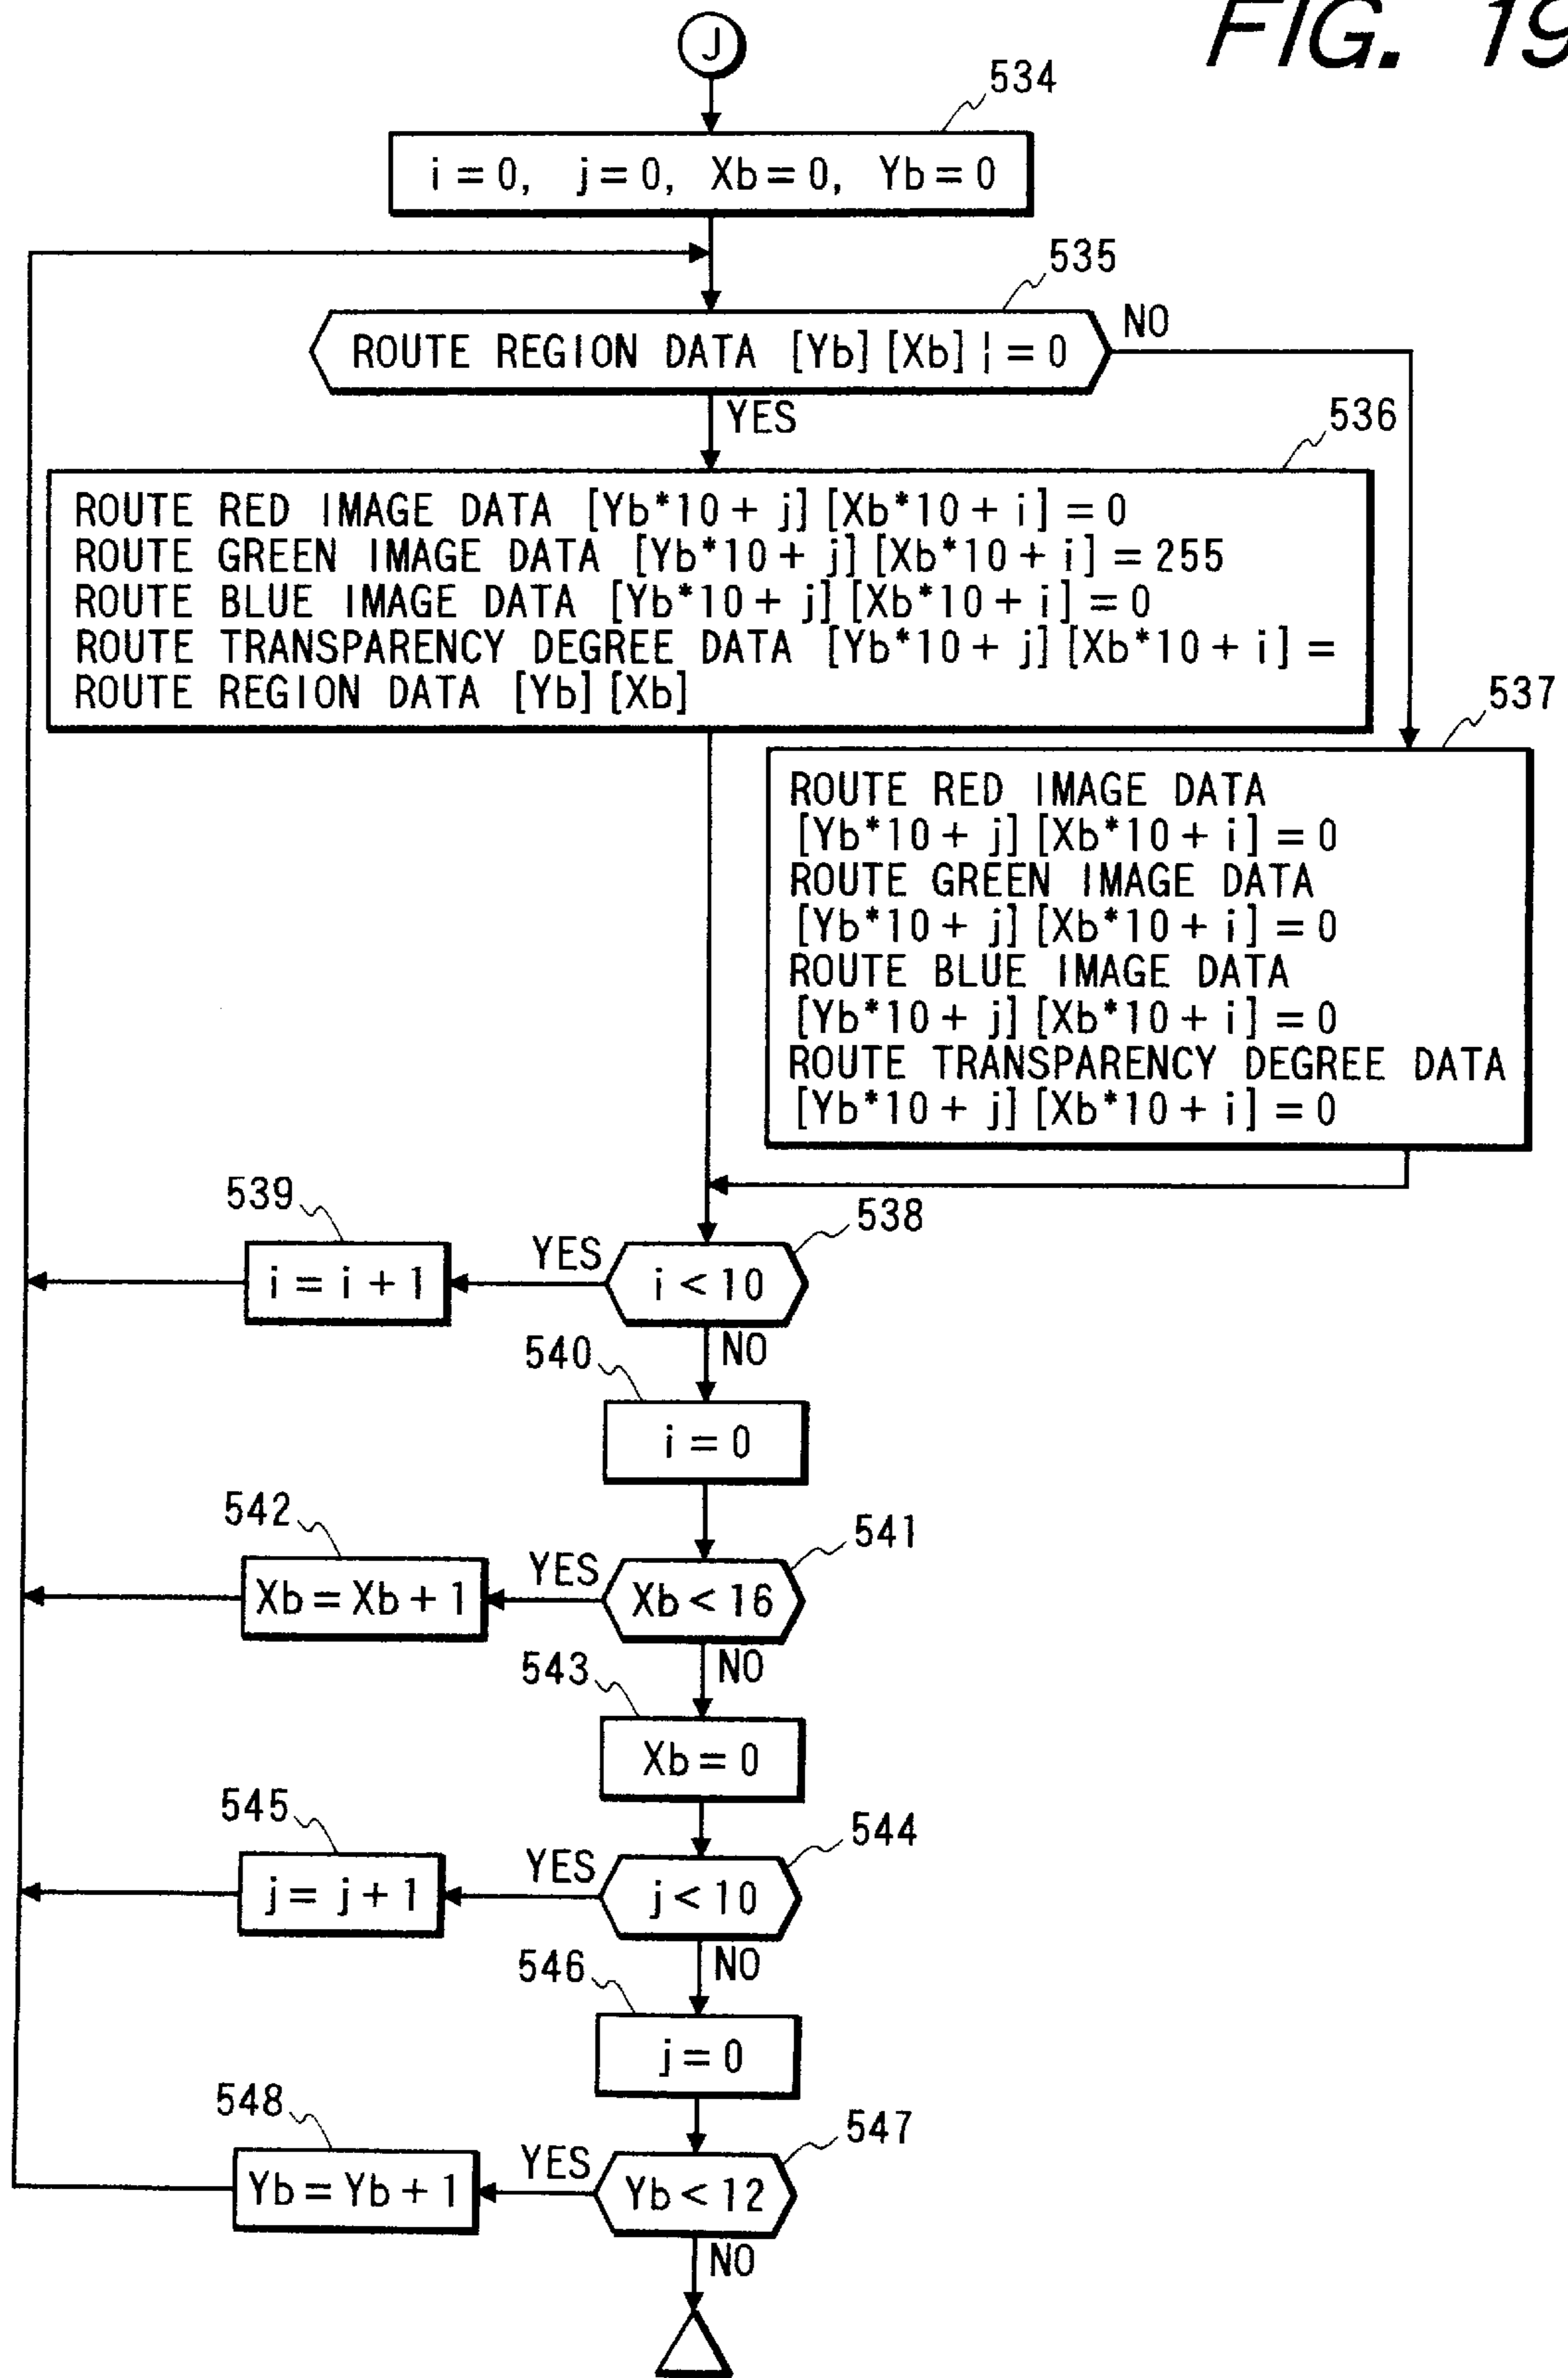 FIG. 19
J
534
i = 0, j = 0, Xb = 0, Yb = 0
535
ROUTE REGION DATA [Yb] [Xb] ¦ = 0
NO
YES
536
ROUTE RED IMAGE DATA [Yb*10 + j] [Xb*10 + i] = 0
ROUTE GREEN IMAGE DATA [Yb*10 + j] [Xb*10 + i] = 255
ROUTE BLUE IMAGE DATA [Yb*10 + j] [Xb*10 + i] = 0
ROUTE TRANSPARENCY DEGREE DATA [Yb*10 + j] [Xb*10 + i] =
ROUTE REGION DATA [Yb] [Xb]
537
ROUTE RED IMAGE DATA
[Yb*10 + j] [Xb*10 + i] = 0
ROUTE GREEN IMAGE DATA
[Yb*10 + j] [Xb*10 + i] = 0
ROUTE BLUE IMAGE DATA
[Yb*10 + j] [Xb*10 + i] = 0
ROUTE TRANSPARENCY DEGREE DATA
[Yb*10 + j] [Xb*10 + i] = 0
539
538
i = i + 1
YES
i < 10
NO
540
i = 0
542
541
Xb = Xb + 1
YES
Xb < 16
NO
543
Xb = 0
545
544
j = j + 1
YES
j < 10
NO
546
j = 0
548
547
Yb = Yb + 1
YES
Yb < 12
NO